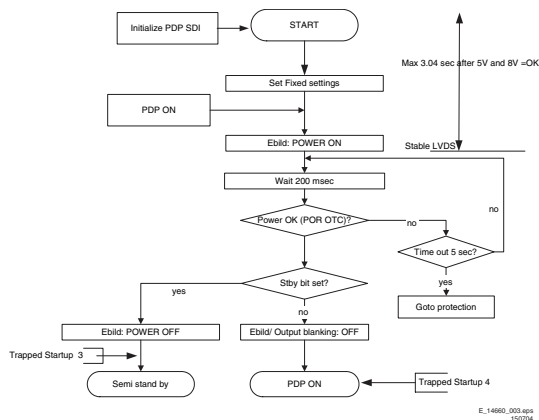 Initialize PDP SDI
START
Max 3.04 sec after 5V and 8V =OK
Set Fixed settings
PDP ON
Ebild: POWER ON
Stable LVDS
Wait 200 msec
no
Power OK (POR OTC)?
no
Time out 5 sec?
Stby bit set?
yes
yes
no
Goto protection
Ebild: POWER OFF
Ebild/ Output blanking: OFF
Trapped Startup 3
Semi stand by
PDP ON
Trapped Startup 4
E_14660_003.eps
150704